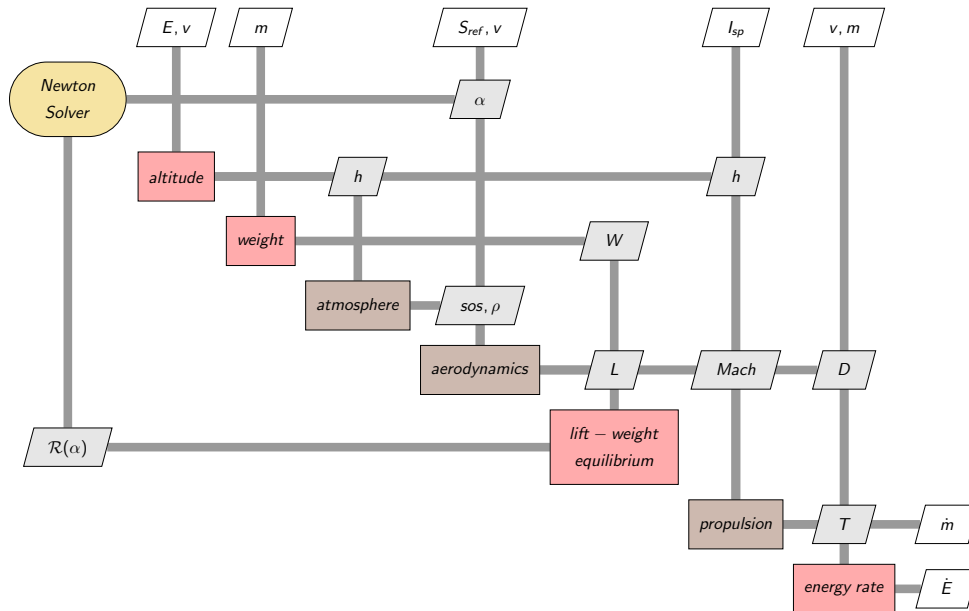 E, v
m
S_ref, v
I_sp
v, m
Newton
Solver
α
altitude
h
h
weight
W
atmosphere
sos, ρ
aerodynamics
L
Mach
D
R(α)
lift − weight
equilibrium
propulsion
T
ṁ
energy rate
Ė